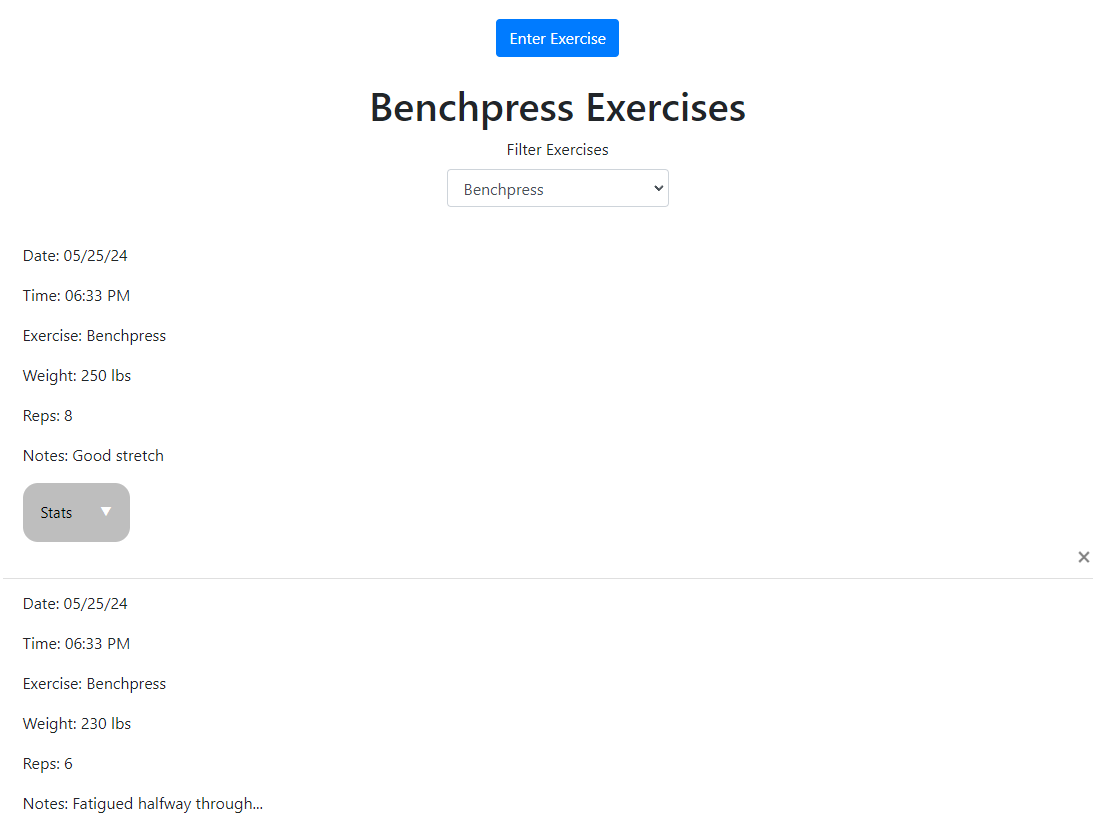 Enter Exercise
Benchpress Exercises
Filter Exercises
Benchpress
Date: 05/25/24
Time: 06:33 PM
Exercise: Benchpress
Weight: 250 lbs
Reps: 8
Notes: Good stretch
Stats ▼
×
Date: 05/25/24
Time: 06:33 PM
Exercise: Benchpress
Weight: 230 lbs
Reps: 6
Notes: Fatigued halfway through...